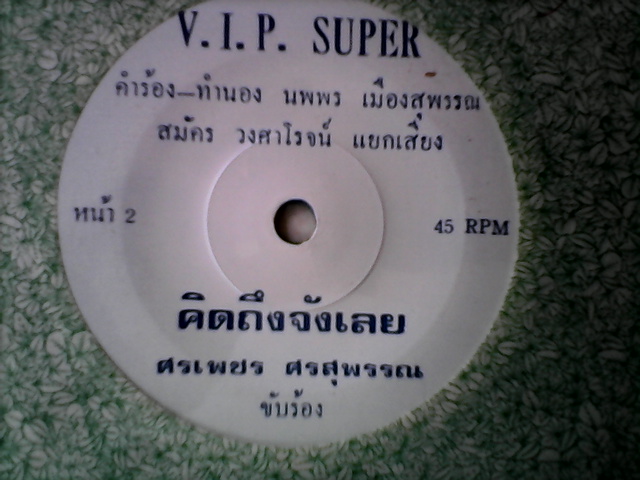 V.I.P. SUPER
คำร้อง–ทำนอง นพพร เมืองสุพรรณ
สมัคร วงศาโรจน์ แยกเสียง
หน้า 2
45 RPM
คิดถึงจังเลย
ศรเพชร ศรสุพรรณ
ขับร้อง